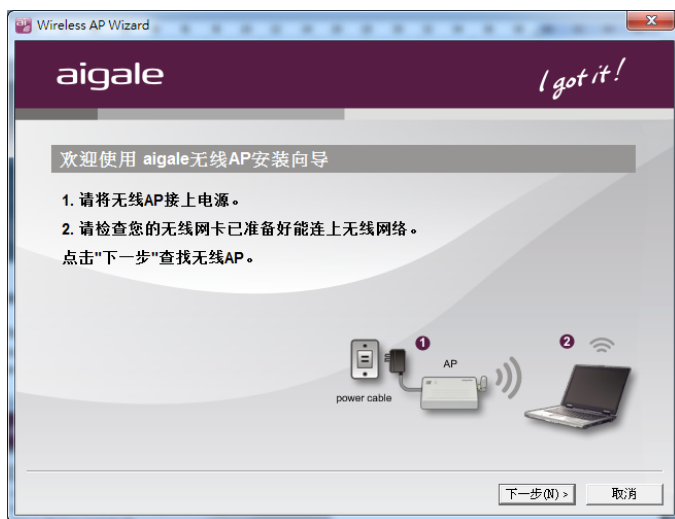 Wireless AP Wizard
aigale
I got it!
欢迎使用 aigale无线AP安装向导
1. 请将无线AP接上电源。
2. 请检查您的无线网卡已准备好能连上无线网络。
点击"下一步"查找无线AP。
1
2
AP
power cable
下一步(N) >
取消